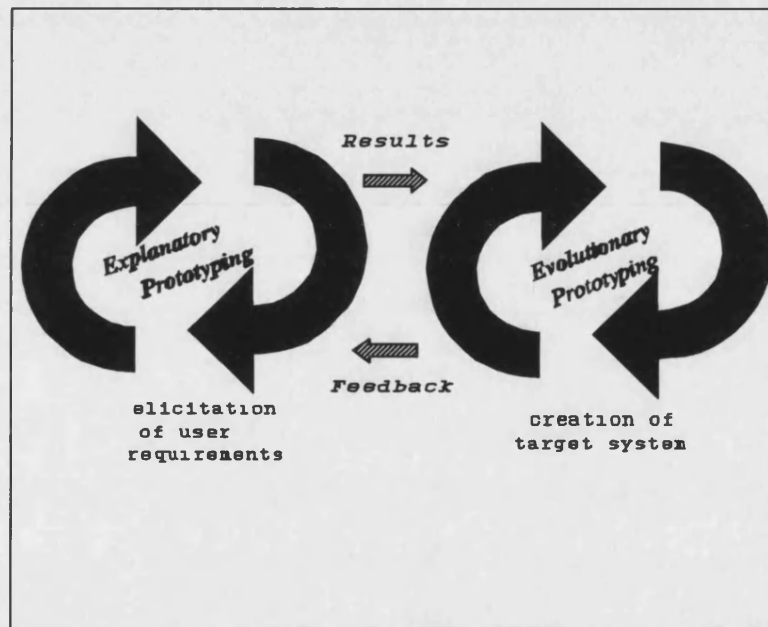 Results
Explanatory
Prototyping
Evolutionary
Prototyping
Feedback
elicitation
of user
requirements
creation of
target system